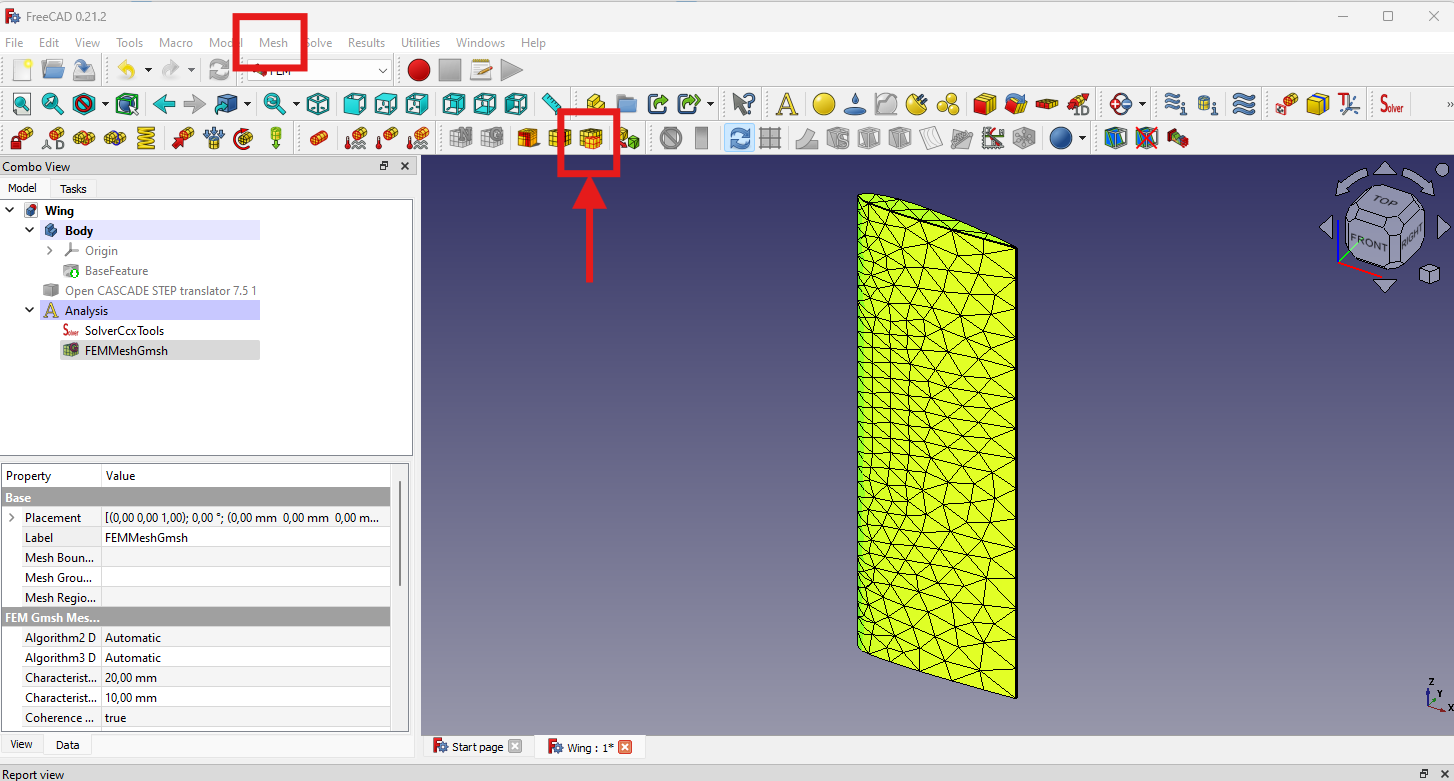 FreeCAD 0.21.2
File Edit View Tools Macro Model Mesh Solve Results Utilities Windows Help
FEM
Solver
Combo View
Model Tasks
Wing
Body
Origin
BaseFeature
Open CASCADE STEP translator 7.5 1
Analysis
Solver SolverCcxTools
FEMMeshGmsh
TOP
FRONT
RIGHT
Property Value
Base
Placement [(0,00 0,00 1,00); 0,00 °; (0,00 mm 0,00 mm 0,00 m...
Label FEMMeshGmsh
Mesh Boun...
Mesh Grou...
Mesh Regio...
FEM Gmsh Mes...
Algorithm2 D Automatic
Algorithm3 D Automatic
Characterist... 20,00 mm
Characterist... 10,00 mm
Coherence ... true
Z
Y
X
View Data
Start page
Wing : 1*
Report view